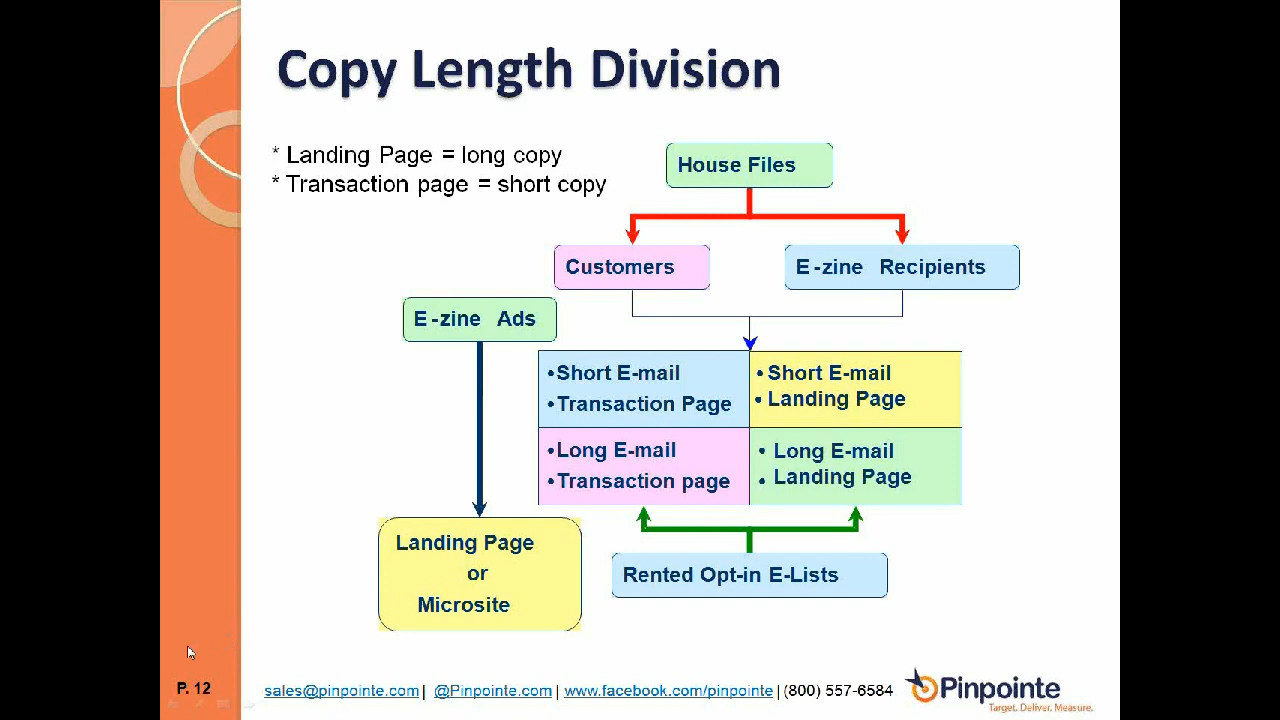 Copy Length Division
* Landing Page = long copy
* Transaction page = short copy
House Files
Customers
E-zine Recipients
E-zine Ads
•Short E-mail
•Transaction Page
•Short E-mail
•Landing Page
•Long E-mail
•Transaction page
• Long E-mail
• Landing Page
Landing Page
or
Microsite
Rented Opt-in E-Lists
P. 12
sales@pinpointe.com | @Pinpointe.com | www.facebook.com/pinpointe | (800) 557-6584
Pinpointe
Target. Deliver. Measure.